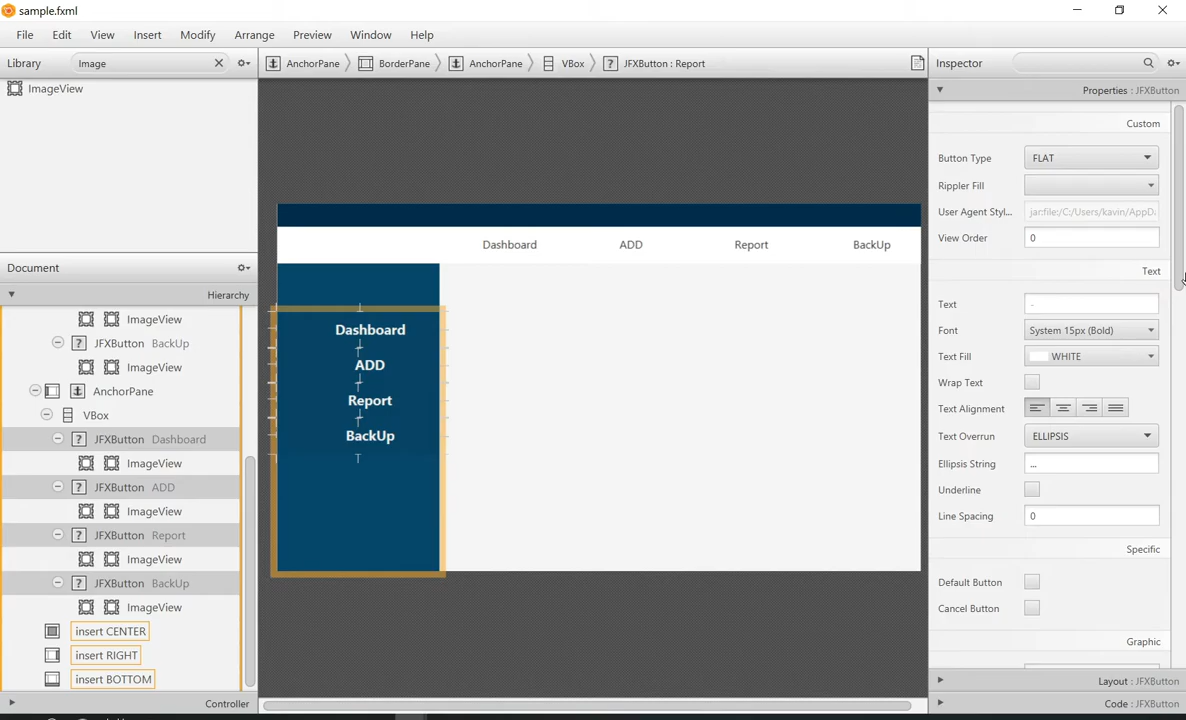 sample.fxml
File Edit View Insert Modify Arrange Preview Window Help
Library Image
AnchorPane BorderPane AnchorPane VBox ? JFXButton : Report
Inspector
ImageView
Properties : JFXButton
Custom
Button Type FLAT
Rippler Fill
User Agent Styl... jar:file:/C:/Users/kavin/AppDa
View Order 0
Text
Text -
Font System 15px (Bold)
Text Fill WHITE
Wrap Text
Text Alignment
Text Overrun ELLIPSIS
Ellipsis String ...
Underline
Line Spacing 0
Specific
Default Button
Cancel Button
Graphic
Layout : JFXButton
Code : JFXButton
Dashboard ADD Report BackUp
Dashboard
ADD
Report
BackUp
Document
Hierarchy
ImageView
? JFXButton BackUp
ImageView
AnchorPane
VBox
? JFXButton Dashboard
ImageView
? JFXButton ADD
ImageView
? JFXButton Report
ImageView
? JFXButton BackUp
ImageView
insert CENTER
insert RIGHT
insert BOTTOM
Controller